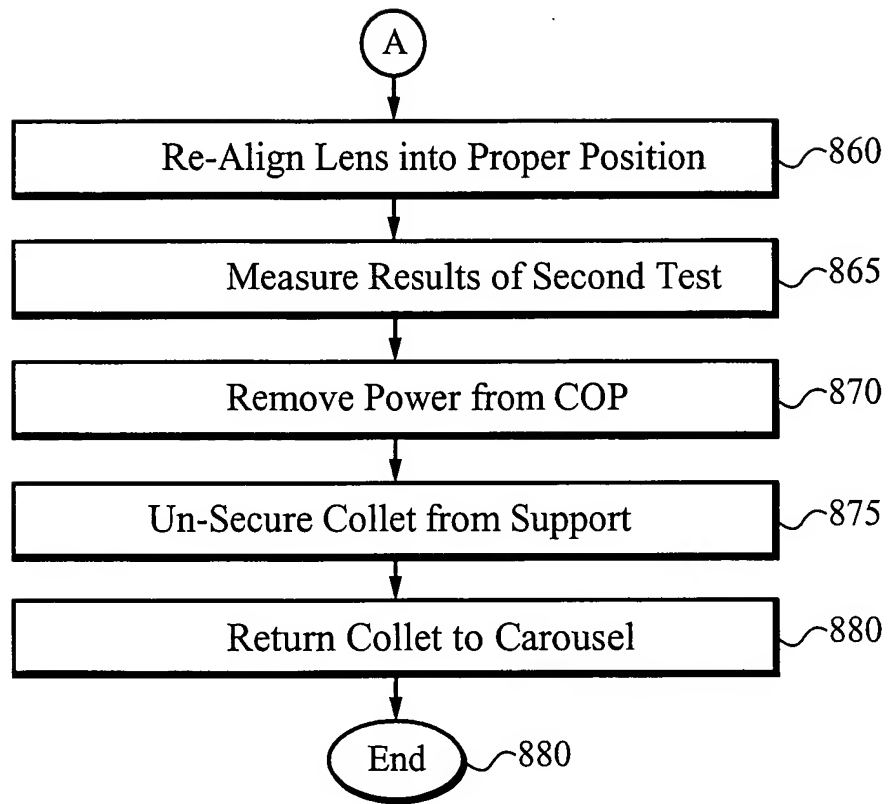 A
Re-Align Lens into Proper Position 860
Measure Results of Second Test 865
Remove Power from COP 870
Un-Secure Collet from Support 875
Return Collet to Carousel 880
End 880